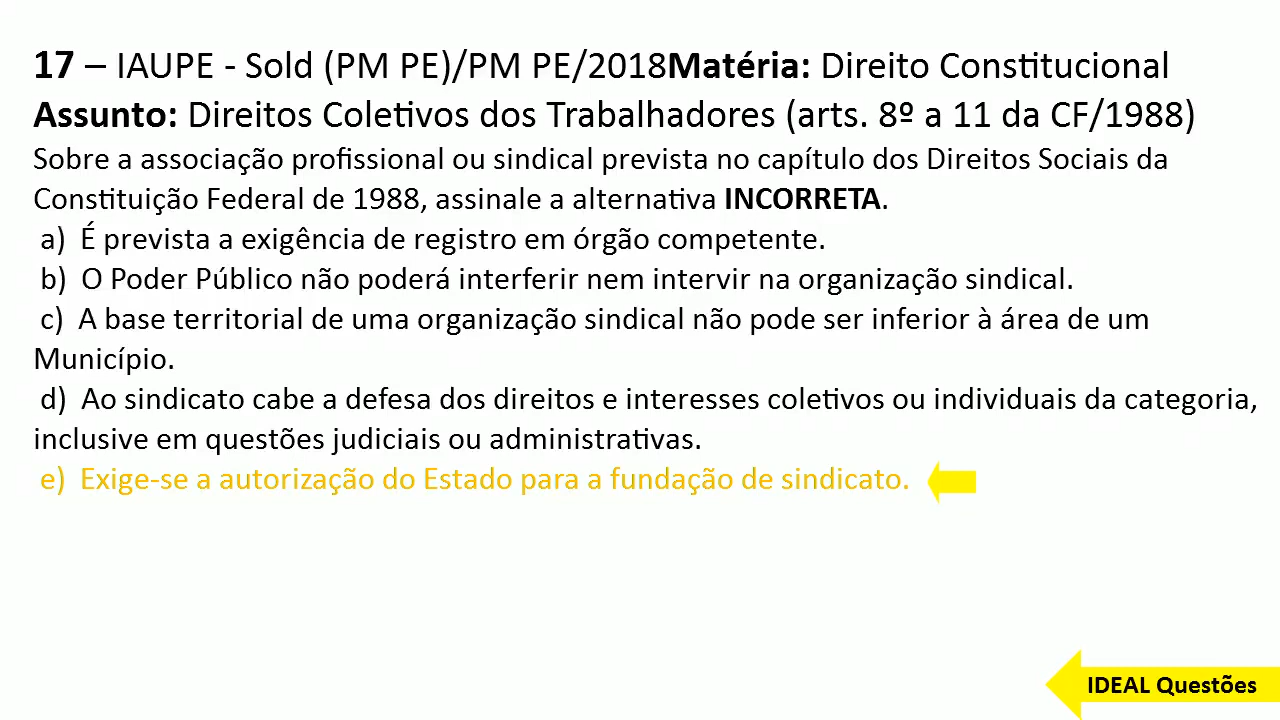 17 – IAUPE - Sold (PM PE)/PM PE/2018Matéria: Direito Constitucional
Assunto: Direitos Coletivos dos Trabalhadores (arts. 8º a 11 da CF/1988)
Sobre a associação profissional ou sindical prevista no capítulo dos Direitos Sociais da
Constituição Federal de 1988, assinale a alternativa INCORRETA.
a) É prevista a exigência de registro em órgão competente.
b) O Poder Público não poderá interferir nem intervir na organização sindical.
c) A base territorial de uma organização sindical não pode ser inferior à área de um
Município.
d) Ao sindicato cabe a defesa dos direitos e interesses coletivos ou individuais da categoria,
inclusive em questões judiciais ou administrativas.
e) Exige-se a autorização do Estado para a fundação de sindicato.
IDEAL Questões